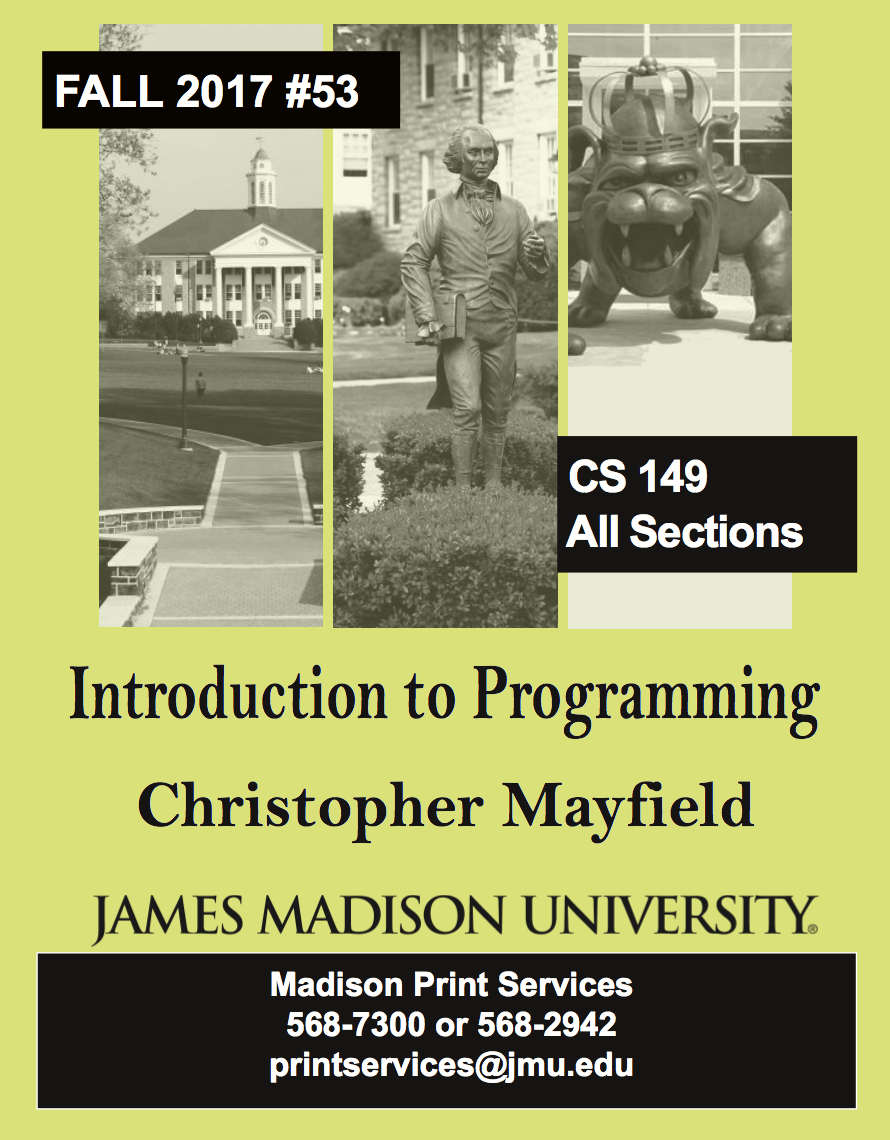 FALL 2017 #53
CS 149
All Sections
Introduction to Programming
Christopher Mayfield
JAMES MADISON UNIVERSITY®
Madison Print Services
568-7300 or 568-2942
printservices@jmu.edu